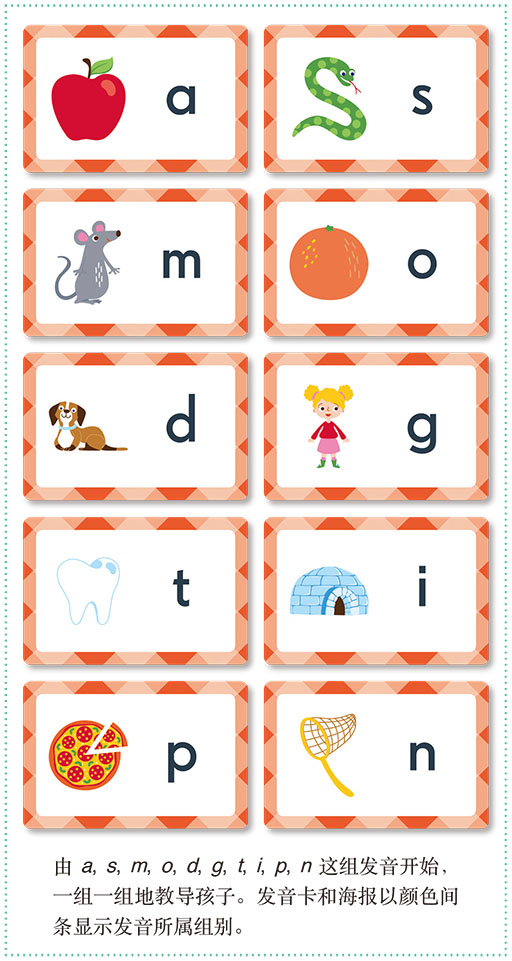 a
s
m
o
d
g
t
i
p
n
由 a, s, m, o, d, g, t, i, p, n 这组发音开始，
一组一组地教导孩子。发音卡和海报以颜色间
条显示发音所属组别。